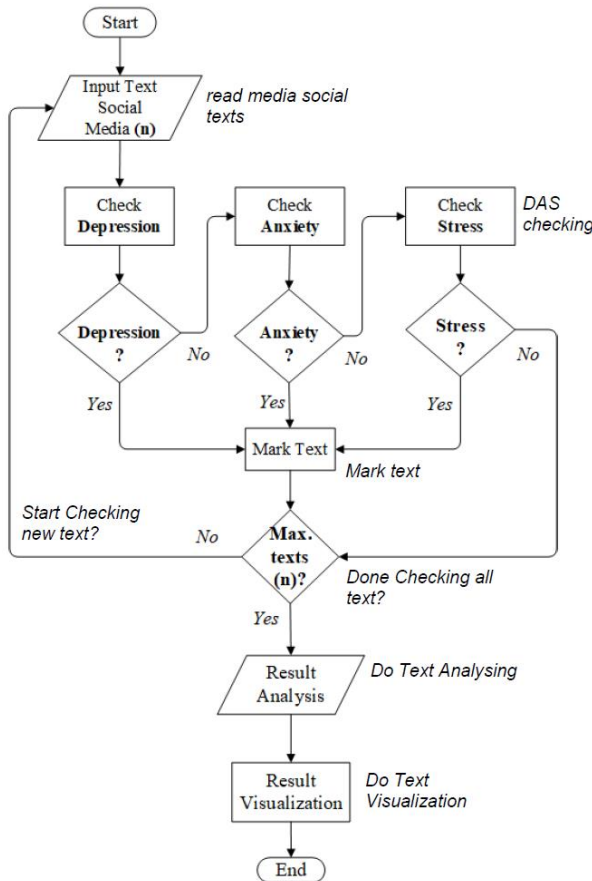 Start
Input Text
Social
Media (n)
read media social
texts
Check
Depression
Check
Anxiety
Check
Stress
DAS
checking
Depression
?
No
Anxiety
?
No
Stress
?
No
Yes
Yes
Yes
Mark Text
Mark text
Start Checking
new text?
No
Max.
texts
(n)?
Done Checking all
text?
Yes
Result
Analysis
Do Text Analysing
Result
Visualization
Do Text
Visualization
End